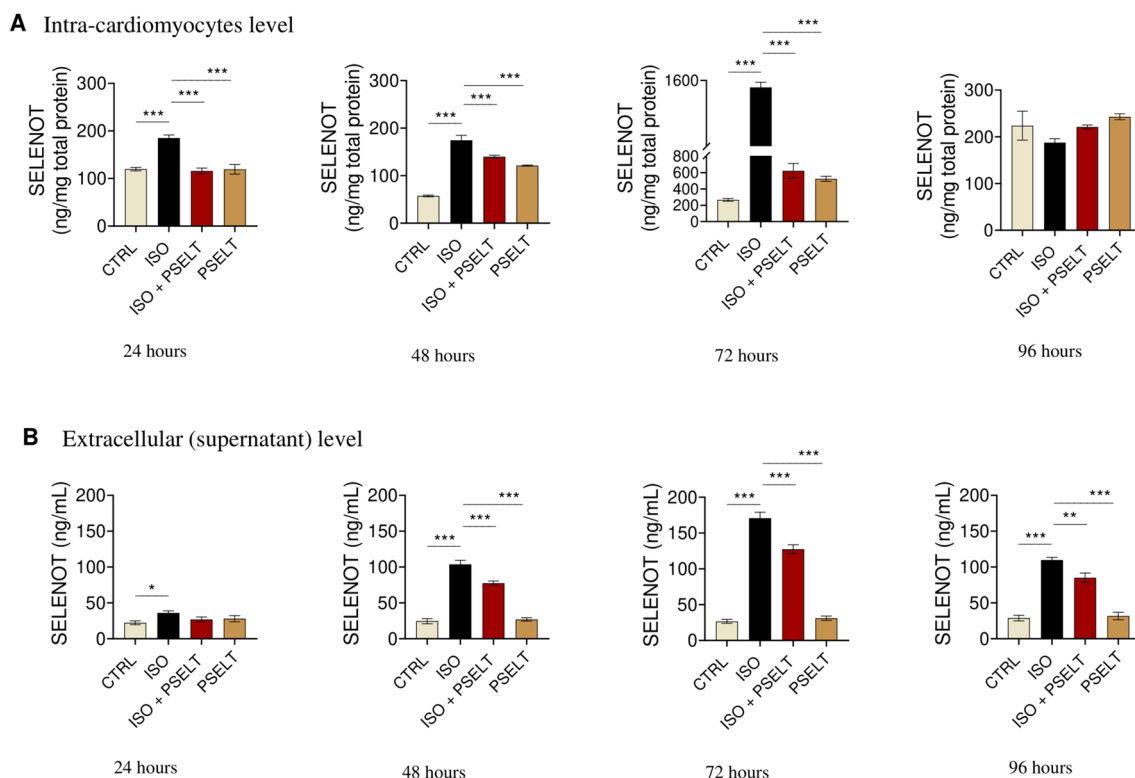 A Intra-cardiomyocytes level
SELENOT
(ng/mg total protein)
300
200
100
0
***
***
***
CTRL
ISO
ISO + PSELT
PSELT
24 hours
SELENOT
(ng/mg total protein)
300
200
100
0
***
***
***
CTRL
ISO
ISO + PSELT
PSELT
48 hours
SELENOT
(ng/mg total protein)
1600
800
600
400
200
0
***
***
***
CTRL
ISO
ISO + PSELT
PSELT
72 hours
SELENOT
(ng/mg total protein)
300
200
100
0
CTRL
ISO
ISO + PSELT
PSELT
96 hours
B Extracellular (supernatant) level
SELENOT (ng/mL)
200
150
100
50
0
*
CTRL
ISO
ISO + PSELT
PSELT
24 hours
SELENOT (ng/mL)
200
150
100
50
0
***
***
***
CTRL
ISO
ISO + PSELT
PSELT
48 hours
SELENOT (ng/mL)
200
150
100
50
0
***
***
***
CTRL
ISO
ISO + PSELT
PSELT
72 hours
SELENOT (ng/mL)
200
150
100
50
0
***
**
***
CTRL
ISO
ISO + PSELT
PSELT
96 hours